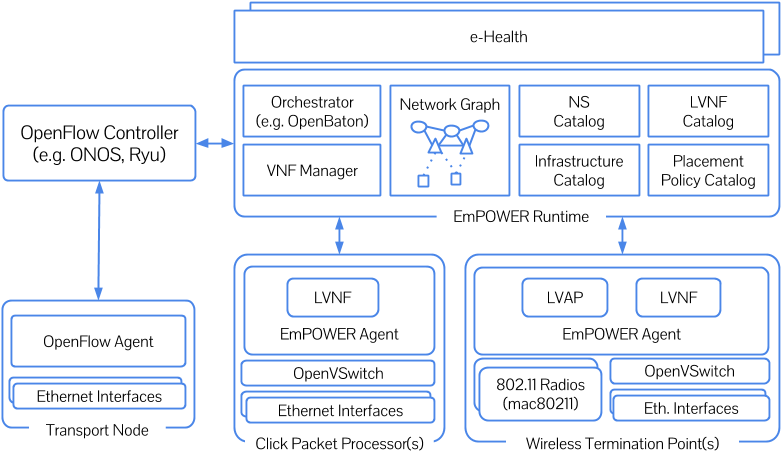 e-Health
Orchestrator
(e.g. OpenBaton)
Network Graph
NS
Catalog
LVNF
Catalog
OpenFlow Controller
(e.g. ONOS, Ryu)
VNF Manager
Infrastructure
Catalog
Placement
Policy Catalog
EmPOWER Runtime
LVNF
EmPOWER Agent
LVAP
LVNF
EmPOWER Agent
OpenFlow Agent
Ethernet Interfaces
Transport Node
OpenVSwitch
Ethernet Interfaces
Click Packet Processor(s)
802.11 Radios
(mac80211)
OpenVSwitch
Eth. Interfaces
Wireless Termination Point(s)